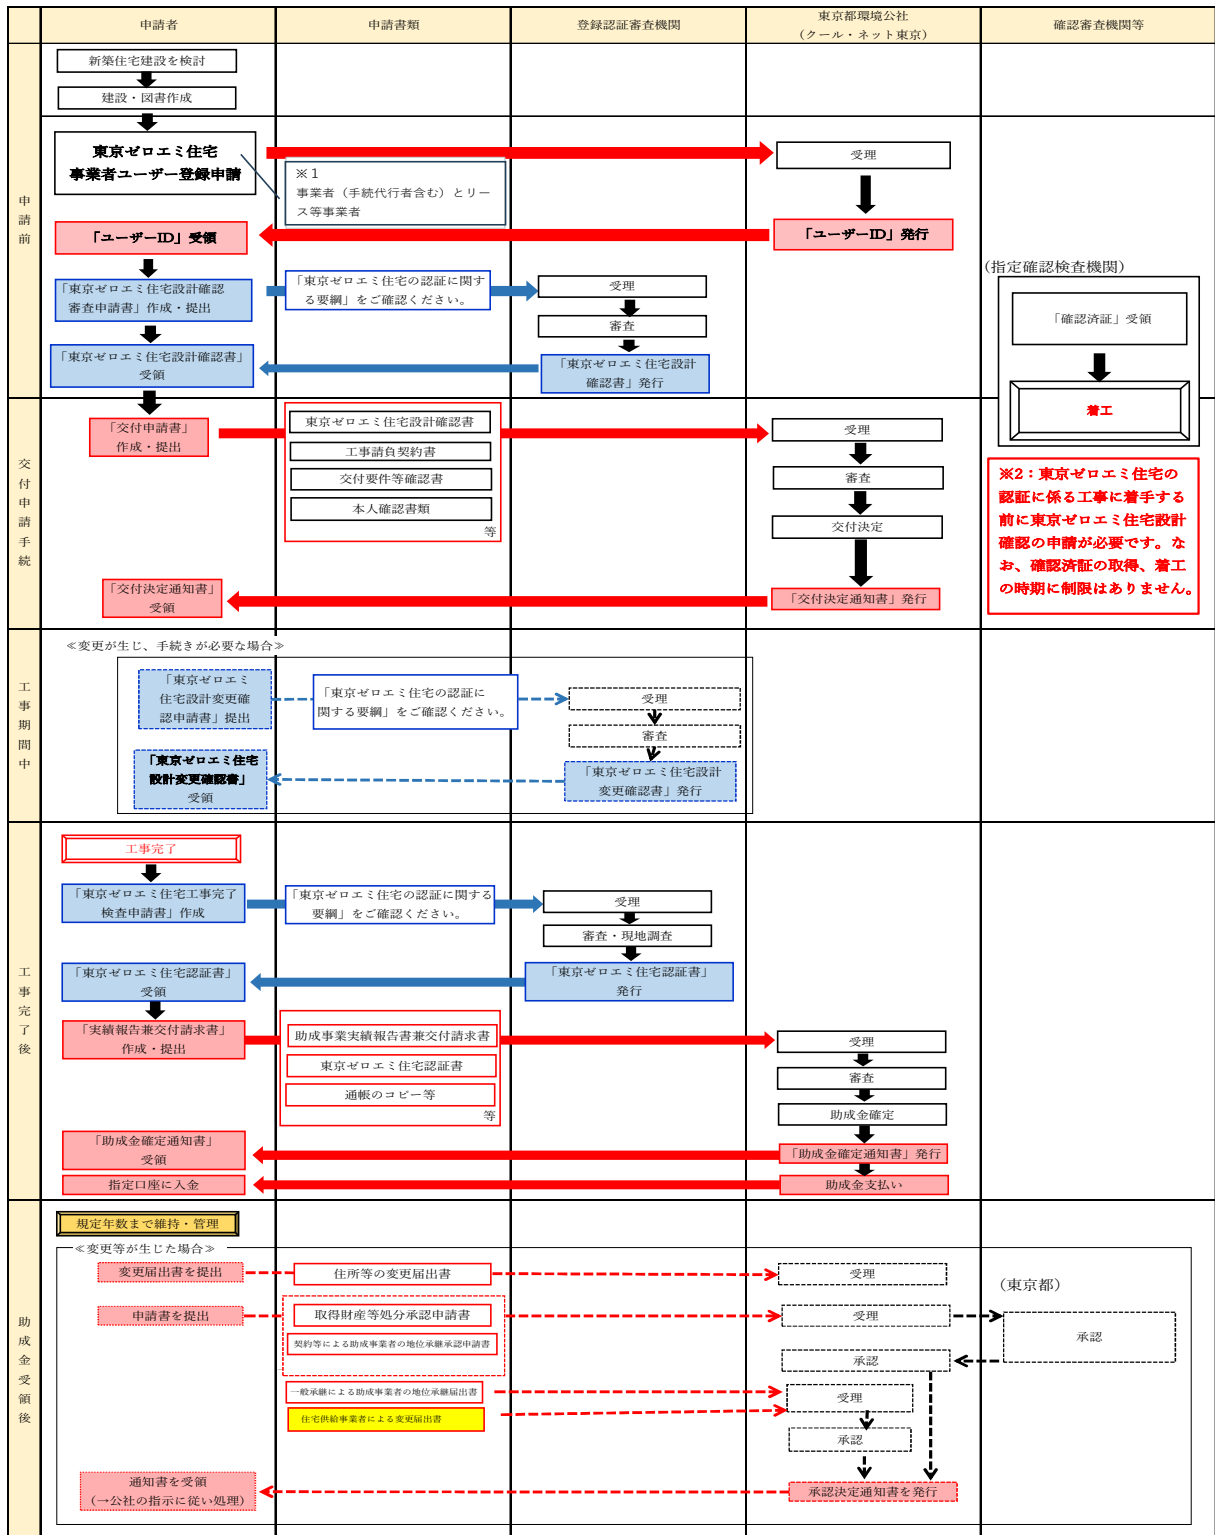 申請者
申請書類
登録認証審査機関
東京都環境公社
(クール・ネット東京)
確認審査機関等
申請前
新築住宅建設を検討
建設・図書作成
東京ゼロエミ住宅
事業者ユーザー登録申請
※１
事業者（手続代行者含む）とリー
ス等事業者
受理
「ユーザーID」受領
「ユーザーID」発行
「東京ゼロエミ住宅設計確認
審査申請書」作成・提出
「東京ゼロエミ住宅の認証に関す
る要綱」をご確認ください。
受理
審査
「東京ゼロエミ住宅設計確認書」
受領
「東京ゼロエミ住宅設計
確認書」発行
(指定確認検査機関)
「確認済証」受領
着工
交付申請手続
「交付申請書」
作成・提出
東京ゼロエミ住宅設計確認書
工事請負契約書
交付要件等確認書
本人確認書類
等
受理
審査
交付決定
「交付決定通知書」
受領
「交付決定通知書」発行
※2：東京ゼロエミ住宅の
認証に係る工事に着手する
前に東京ゼロエミ住宅設計
確認の申請が必要です。な
お、確認済証の取得、着工
の時期に制限はありません。
工事期間中
≪変更が生じ、手続きが必要な場合≫
「東京ゼロエミ
住宅設計変更確
認申請書」提出
「東京ゼロエミ住宅の認証に
関する要綱」をご確認ください。
受理
審査
「東京ゼロエミ住宅
設計変更確認書」
受領
「東京ゼロエミ住宅設計
変更確認書」発行
工事完了後
工事完了
「東京ゼロエミ住宅工事完了
検査申請書」作成
「東京ゼロエミ住宅の認証に関する
要綱」をご確認ください。
受理
審査・現地調査
「東京ゼロエミ住宅認証書」
受領
「東京ゼロエミ住宅認証書」
発行
「実績報告兼交付請求書」
作成・提出
助成事業実績報告書兼交付請求書
東京ゼロエミ住宅認証書
通帳のコピー等
等
受理
審査
助成金確定
「助成金確定通知書」
受領
「助成金確定通知書」発行
指定口座に入金
助成金支払い
助成金受領後
規定年数まで維持・管理
≪変更等が生じた場合≫
変更届出書を提出
住所等の変更届出書
受理
(東京都)
申請書を提出
取得財産等処分承認申請書
契約等による助成事業者の地位承継承認申請書
受理
承認
承認
一般承継による助成事業者の地位承継届出書
住宅供給事業者による変更届出書
受理
承認
通知書を受領
(→公社の指示に従い処理)
承認決定通知書を発行